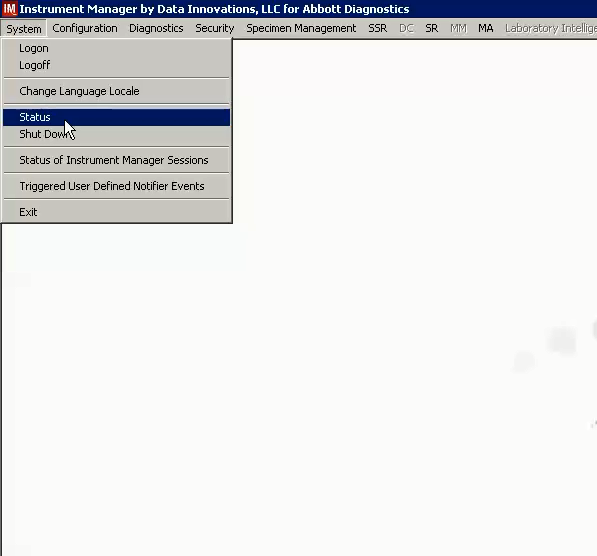 IM Instrument Manager by Data Innovations, LLC for Abbott Diagnostics
System Configuration Diagnostics Security Specimen Management SSR DC SR MM MA Laboratory
Logon
Logoff
Change Language Locale
Status
Shut Down
Status of Instrument Manager Sessions
Triggered User Defined Notifier Events
Exit